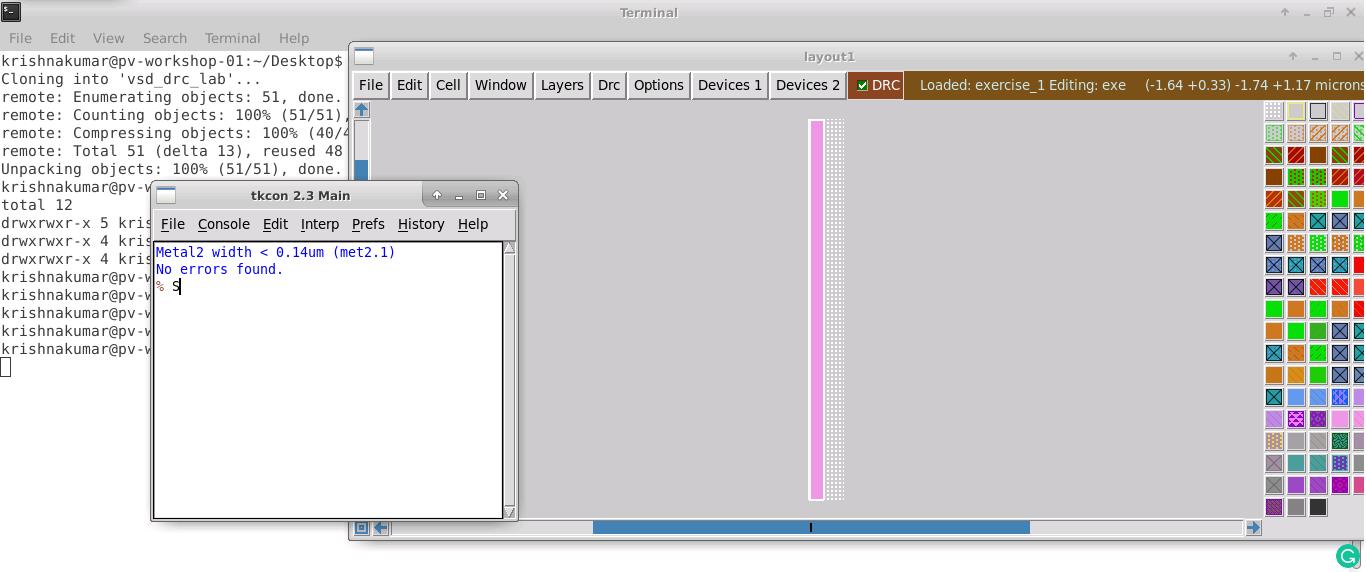 Terminal
File Edit View Search Terminal Help
krishnakumar@pv-workshop-01:~/Desktop$
Cloning into 'vsd_drc_lab'...
remote: Enumerating objects: 51, done.
remote: Counting objects: 100% (51/51),
remote: Compressing objects: 100% (40/4
remote: Total 51 (delta 13), reused 48
Unpacking objects: 100% (51/51), done.
krishnakumar@pv-w
total 12
drwxrwxr-x 5 kris
drwxrwxr-x 4 kris
drwxrwxr-x 4 kris
krishnakumar@pv-w
krishnakumar@pv-w
krishnakumar@pv-w
krishnakumar@pv-w
krishnakumar@pv-w
layout1
File Edit Cell Window Layers Drc Options Devices 1 Devices 2 DRC Loaded: exercise_1 Editing: exe (-1.64 +0.33) -1.74 +1.17 microns
tkcon 2.3 Main
File Console Edit Interp Prefs History Help
Metal2 width < 0.14um (met2.1)
No errors found.
% S